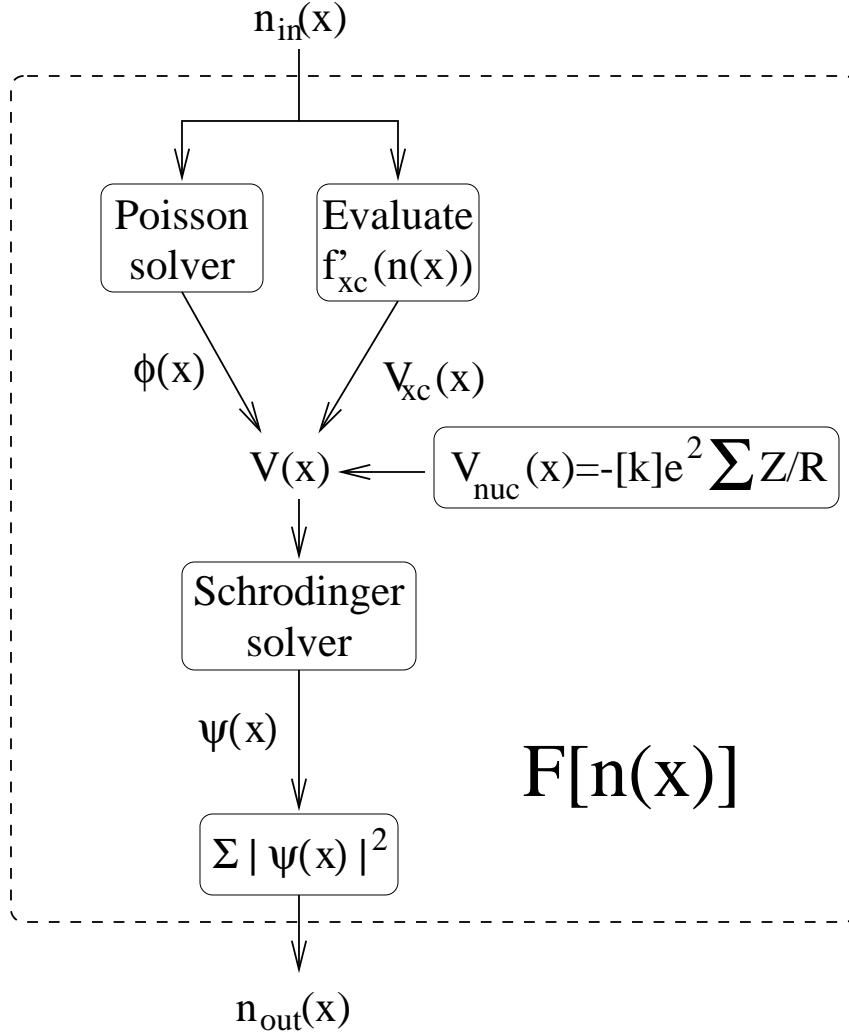 n_in(x)
Poisson
solver
Evaluate
f'_xc(n(x))
ϕ(x)
V_xc(x)
V(x)
V_nuc(x)=-[k]e^2 ∑ Z/R
Schrodinger
solver
ψ(x)
F[n(x)]
Σ | ψ(x) |^2
n_out(x)